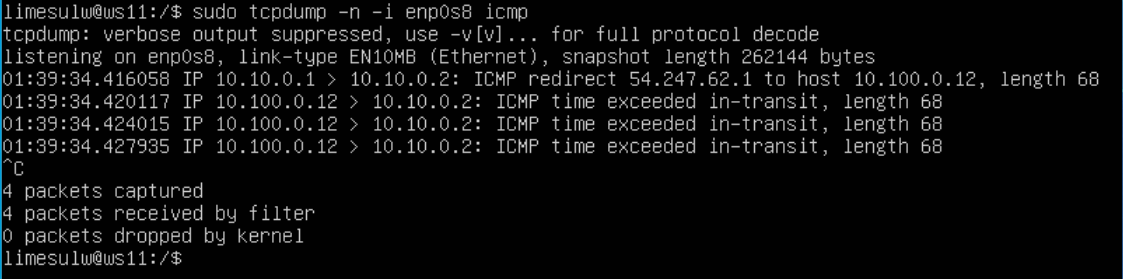 limesulw@ws11:/$ sudo tcpdump -n -i enp0s8 icmp
tcpdump: verbose output suppressed, use -v[v]... for full protocol decode
listening on enp0s8, link-type EN10MB (Ethernet), snapshot length 262144 bytes
01:39:34.416058 IP 10.10.0.1 > 10.10.0.2: ICMP redirect 54.247.62.1 to host 10.100.0.12, length 68
01:39:34.420117 IP 10.100.0.12 > 10.10.0.2: ICMP time exceeded in-transit, length 68
01:39:34.424015 IP 10.100.0.12 > 10.10.0.2: ICMP time exceeded in-transit, length 68
01:39:34.427935 IP 10.100.0.12 > 10.10.0.2: ICMP time exceeded in-transit, length 68
^C
4 packets captured
4 packets received by filter
0 packets dropped by kernel
limesulw@ws11:/$